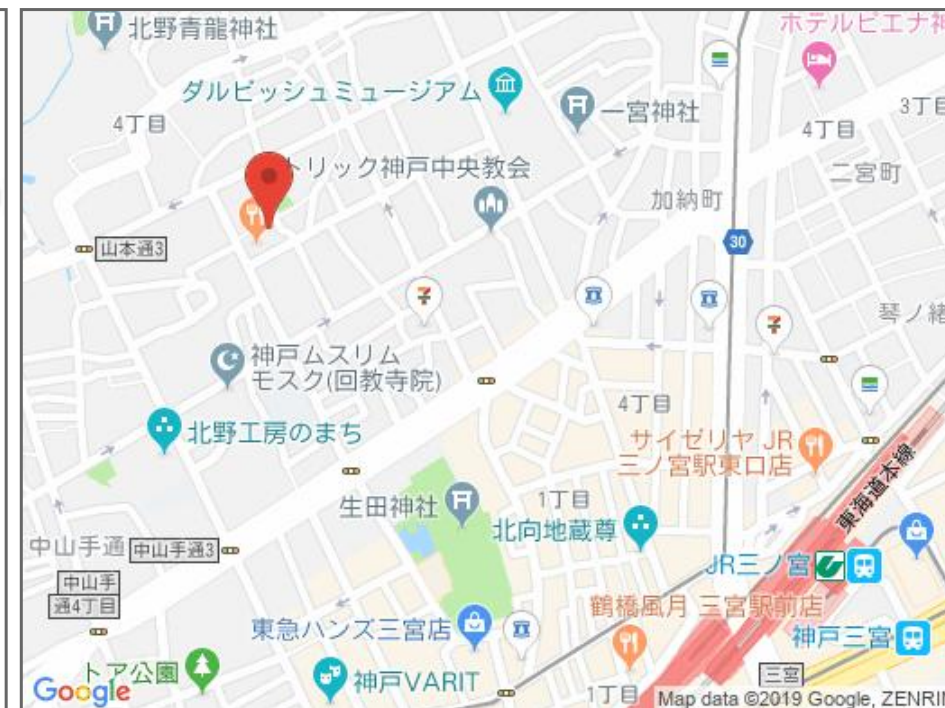 北野青龍神社
ホテルピエナ神
ダルビッシュミュージアム
一宮神社
3丁目
4丁目
4丁目
二宮町
トリック神戸中央教会
加納町
山本通3
30
琴ノ緒
神戸ムスリム
モスク(回教寺院)
4丁目
北野工房のまち
サイゼリヤ JR
三ノ宮駅東口店
東海道本線
生田神社
1丁目
北向地蔵尊
中山手通
中山手通3
JR三ノ宮
中山手
通4丁目
鶴橋風月 三宮駅前店
東急ハンズ三宮店
神戸三宮
トア公園
三宮
神戸VARIT
1丁目
Google
Map data ©2019 Google, ZENRIN